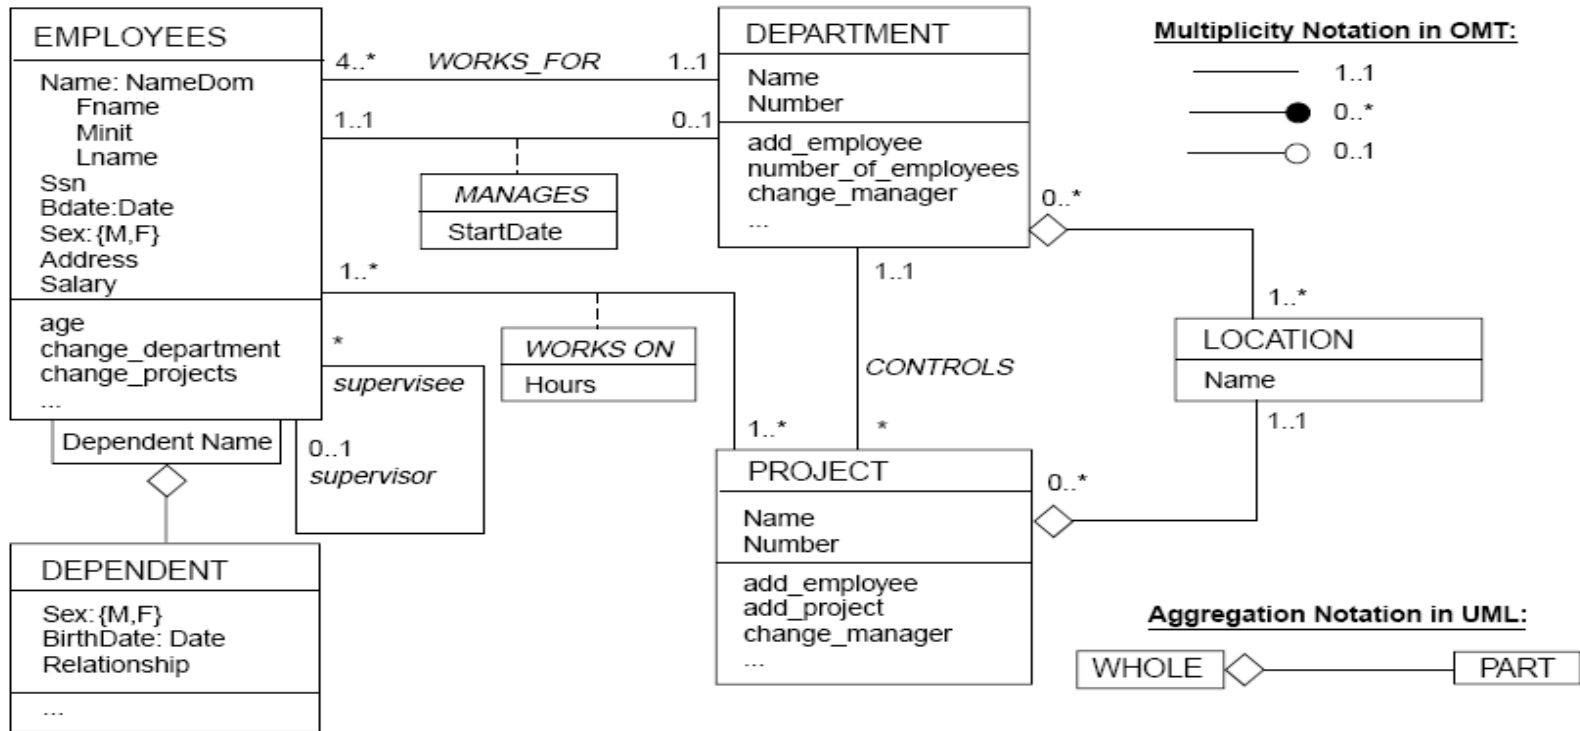 EMPLOYEES
Name: NameDom
Fname
Minit
Lname
Ssn
Bdate:Date
Sex:{M,F}
Address
Salary
age
change_department
change_projects
...
Dependent Name
DEPENDENT
Sex:{M,F}
BirthDate: Date
Relationship
...
4..* WORKS_FOR 1..1
1..1 0..1
MANAGES
StartDate
1..*
WORKS ON
Hours
1..*
*
supervisee
0..1
supervisor
DEPARTMENT
Name
Number
add_employee
number_of_employees
change_manager
...
1..1
CONTROLS
*
PROJECT
Name
Number
add_employee
add_project
change_manager
...
0..*
1..*
LOCATION
Name
1..1
0..*
Multiplicity Notation in OMT:
1..1
0..*
0..1
Aggregation Notation in UML:
WHOLE PART